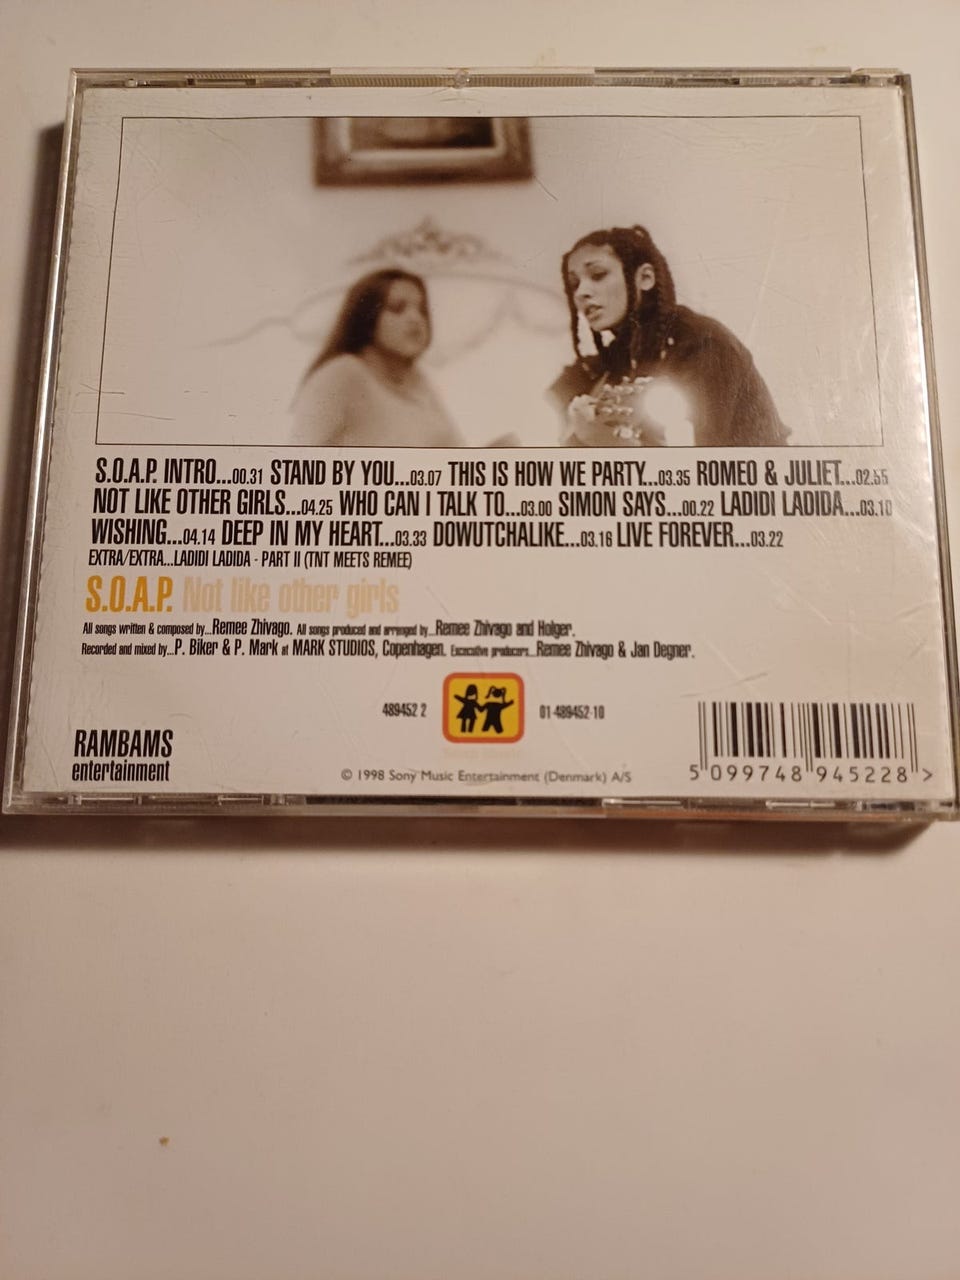 S.O.A.P. INTRO...00.31 STAND BY YOU...03.07 THIS IS HOW WE PARTY...03.35 ROMEO & JULIET...02.55
NOT LIKE OTHER GIRLS...04.25 WHO CAN I TALK TO...03.00 SIMON SAYS...00.22 LADIDI LADIDA...03.10
WISHING...04.14 DEEP IN MY HEART...03.33 DOWUTCHALIKE...03.16 LIVE FOREVER...03.22
EXTRA/EXTRA...LADIDI LADIDA - PART II (TNT MEETS REMEE)
S.O.A.P. Not like other girls
All songs written & composed by...Remee Zhivago. All songs produced and arranged by...Remee Zhivago and Holger.
Recorded and mixed by...P. Biker & P. Mark at MARK STUDIOS, Copenhagen. Executive producers...Remee Zhivago & Jan Degner.
489452 2 01-489452-10
RAMBAMS
entertainment
© 1998 Sony Music Entertainment (Denmark) A/S
5 099748 945228 >